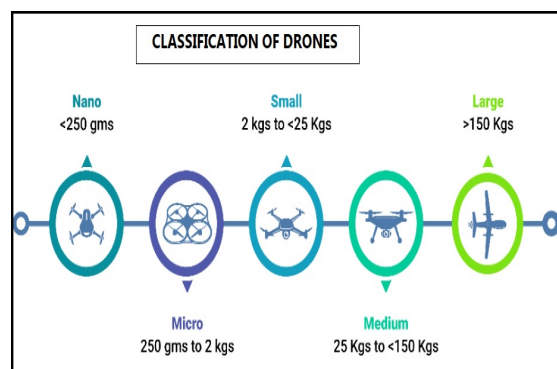 CLASSIFICATION OF DRONES
Nano
<250 gms
Small
2 kgs to <25 Kgs
Large
>150 Kgs
Micro
250 gms to 2 kgs
Medium
25 Kgs to <150 Kgs